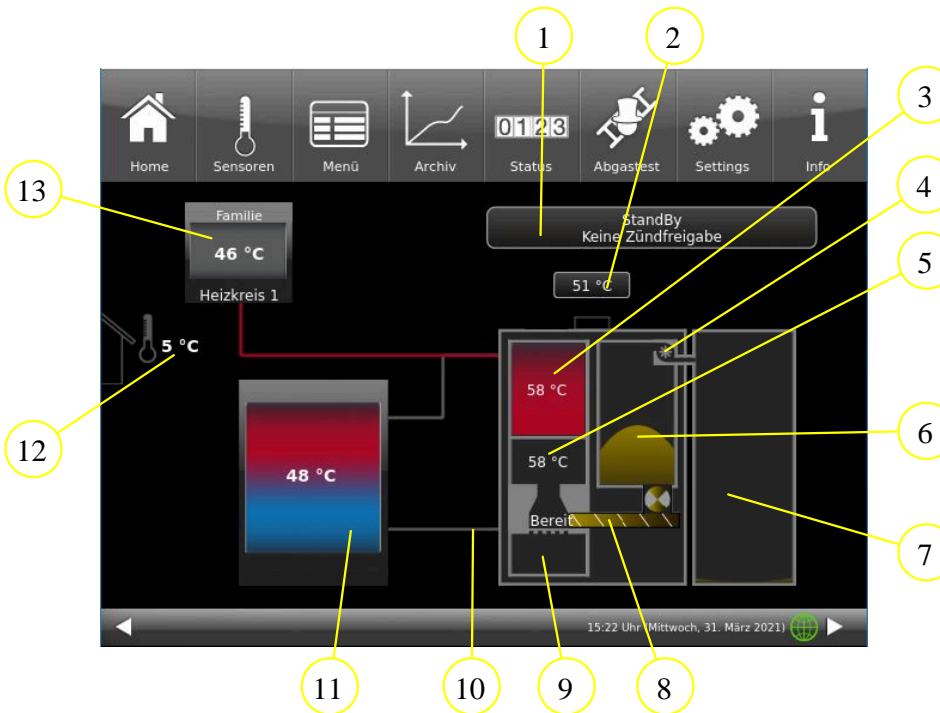 1
2
3
Home
Sensoren
Menü
Archiv
0123
Status
Abgastest
Settings
i
Info
4
13
Familie
46 °C
Heizkreis 1
StandBy
Keine Zündfreigabe
5
51 °C
5 °C
12
58 °C
6
58 °C
48 °C
Bereit
7
15:22 Uhr (Mittwoch, 31. März 2021)
11
10
9
8